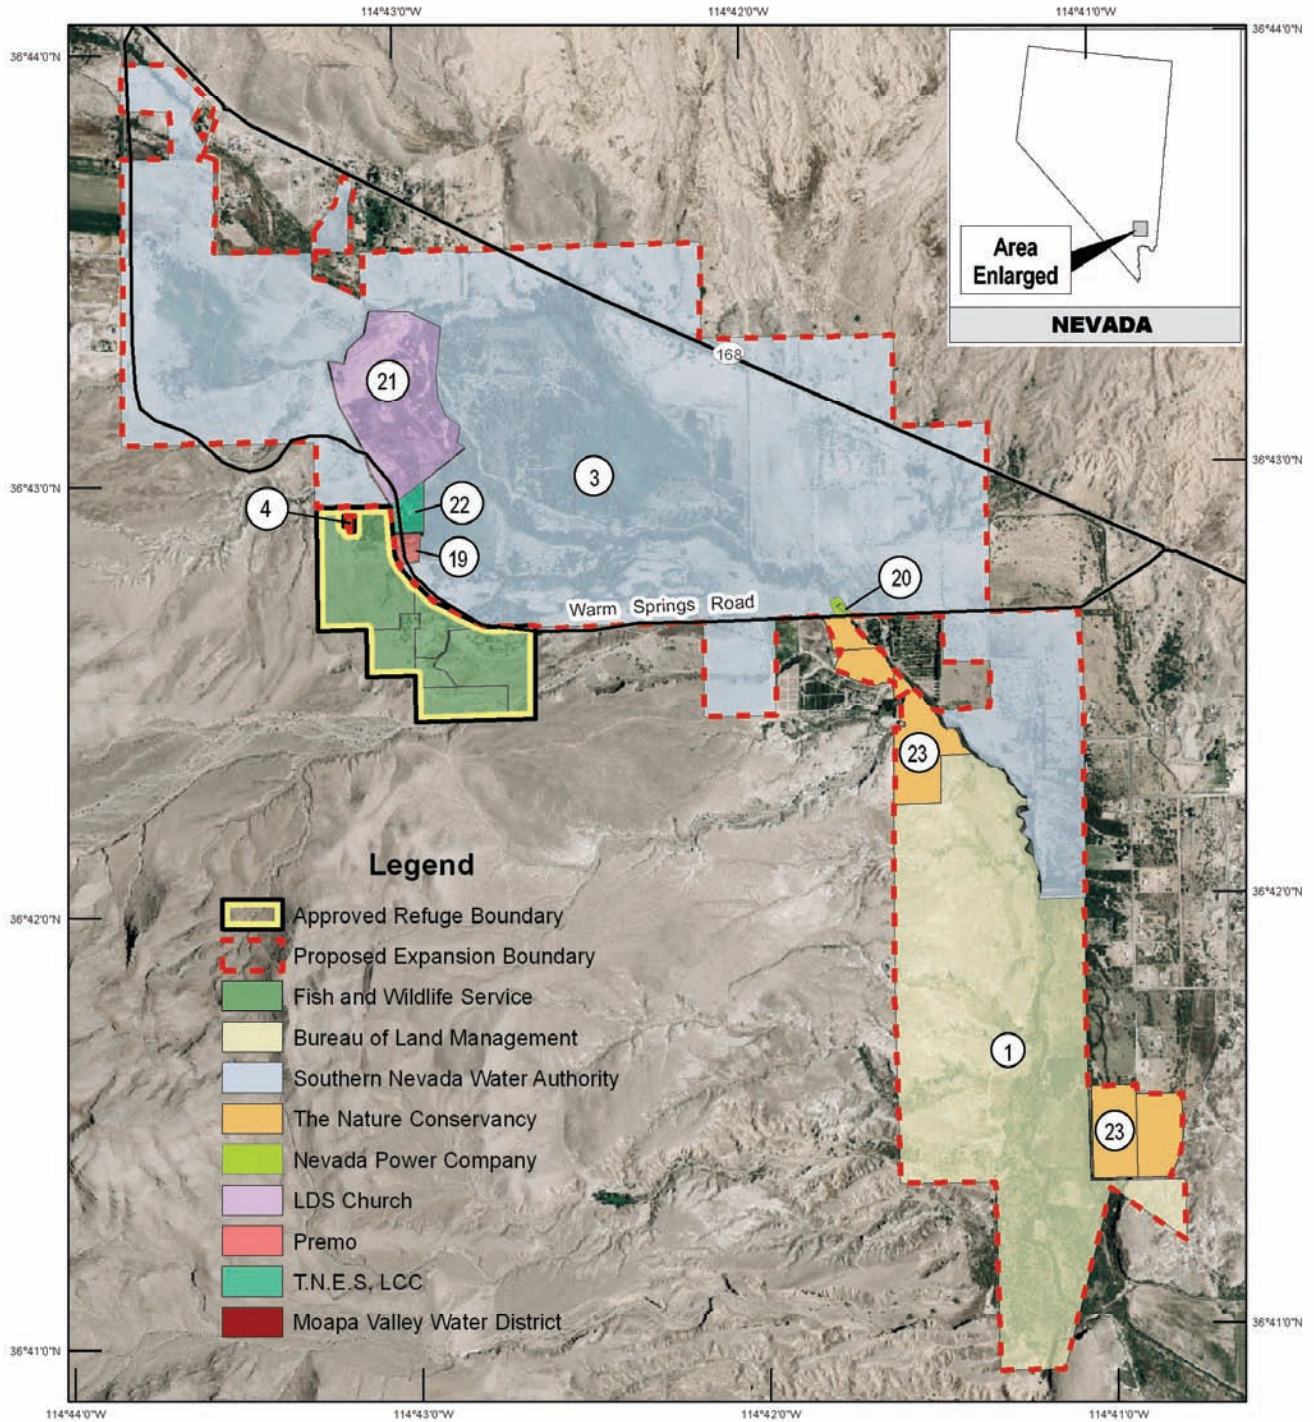 114°43'0"W
114°42'0"W
114°41'0"W
36°44'0"N
36°44'0"N
Area
Enlarged
NEVADA
168
21
3
36°43'0"N
36°43'0"N
4
22
19
20
Warm Springs Road
23
Legend
Approved Refuge Boundary
Proposed Expansion Boundary
Fish and Wildlife Service
Bureau of Land Management
Southern Nevada Water Authority
The Nature Conservancy
Nevada Power Company
LDS Church
Premo
T.N.E.S, LCC
Moapa Valley Water District
36°42'0"N
36°42'0"N
1
23
36°41'0"N
36°41'0"N
114°44'0"W
114°43'0"W
114°42'0"W
114°41'0"W